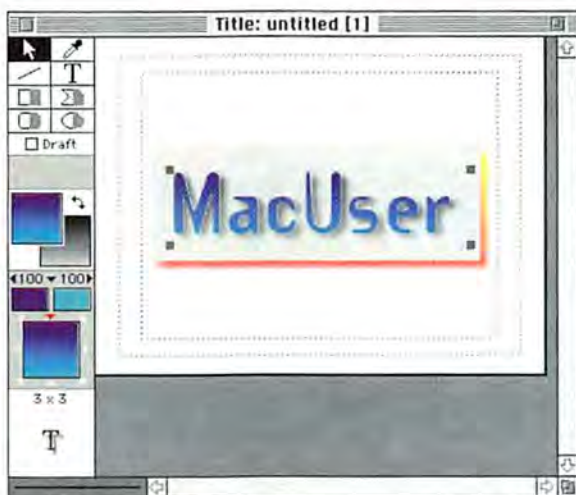 Title: untitled [1]
T
Draft
MacUser
100 100
3 x 3
T